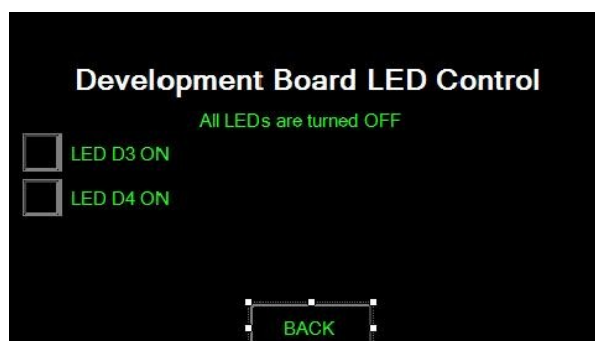 Development Board LED Control
All LEDs are turned OFF
LED D3 ON
LED D4 ON
BACK